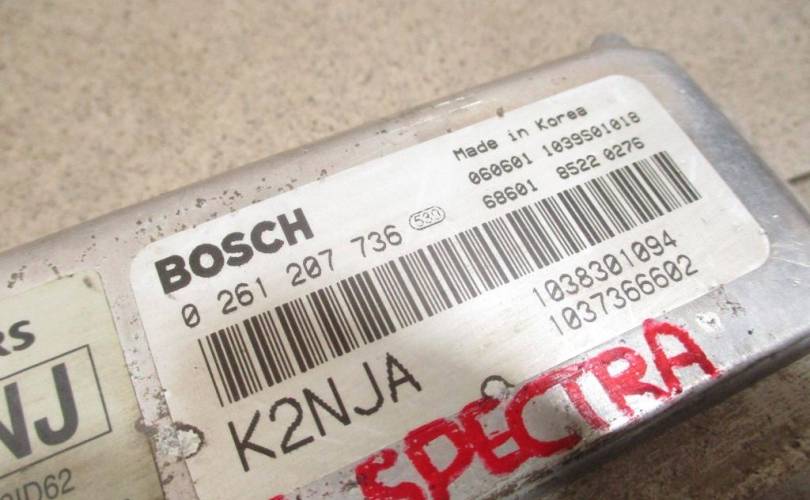 Made in Korea
060601 1039S01018
68601 8522 0276
BOSCH
0 261 207 736 530
1038301094
1037366602
K2NJA
SPECTRA
RS
NJ
ID62